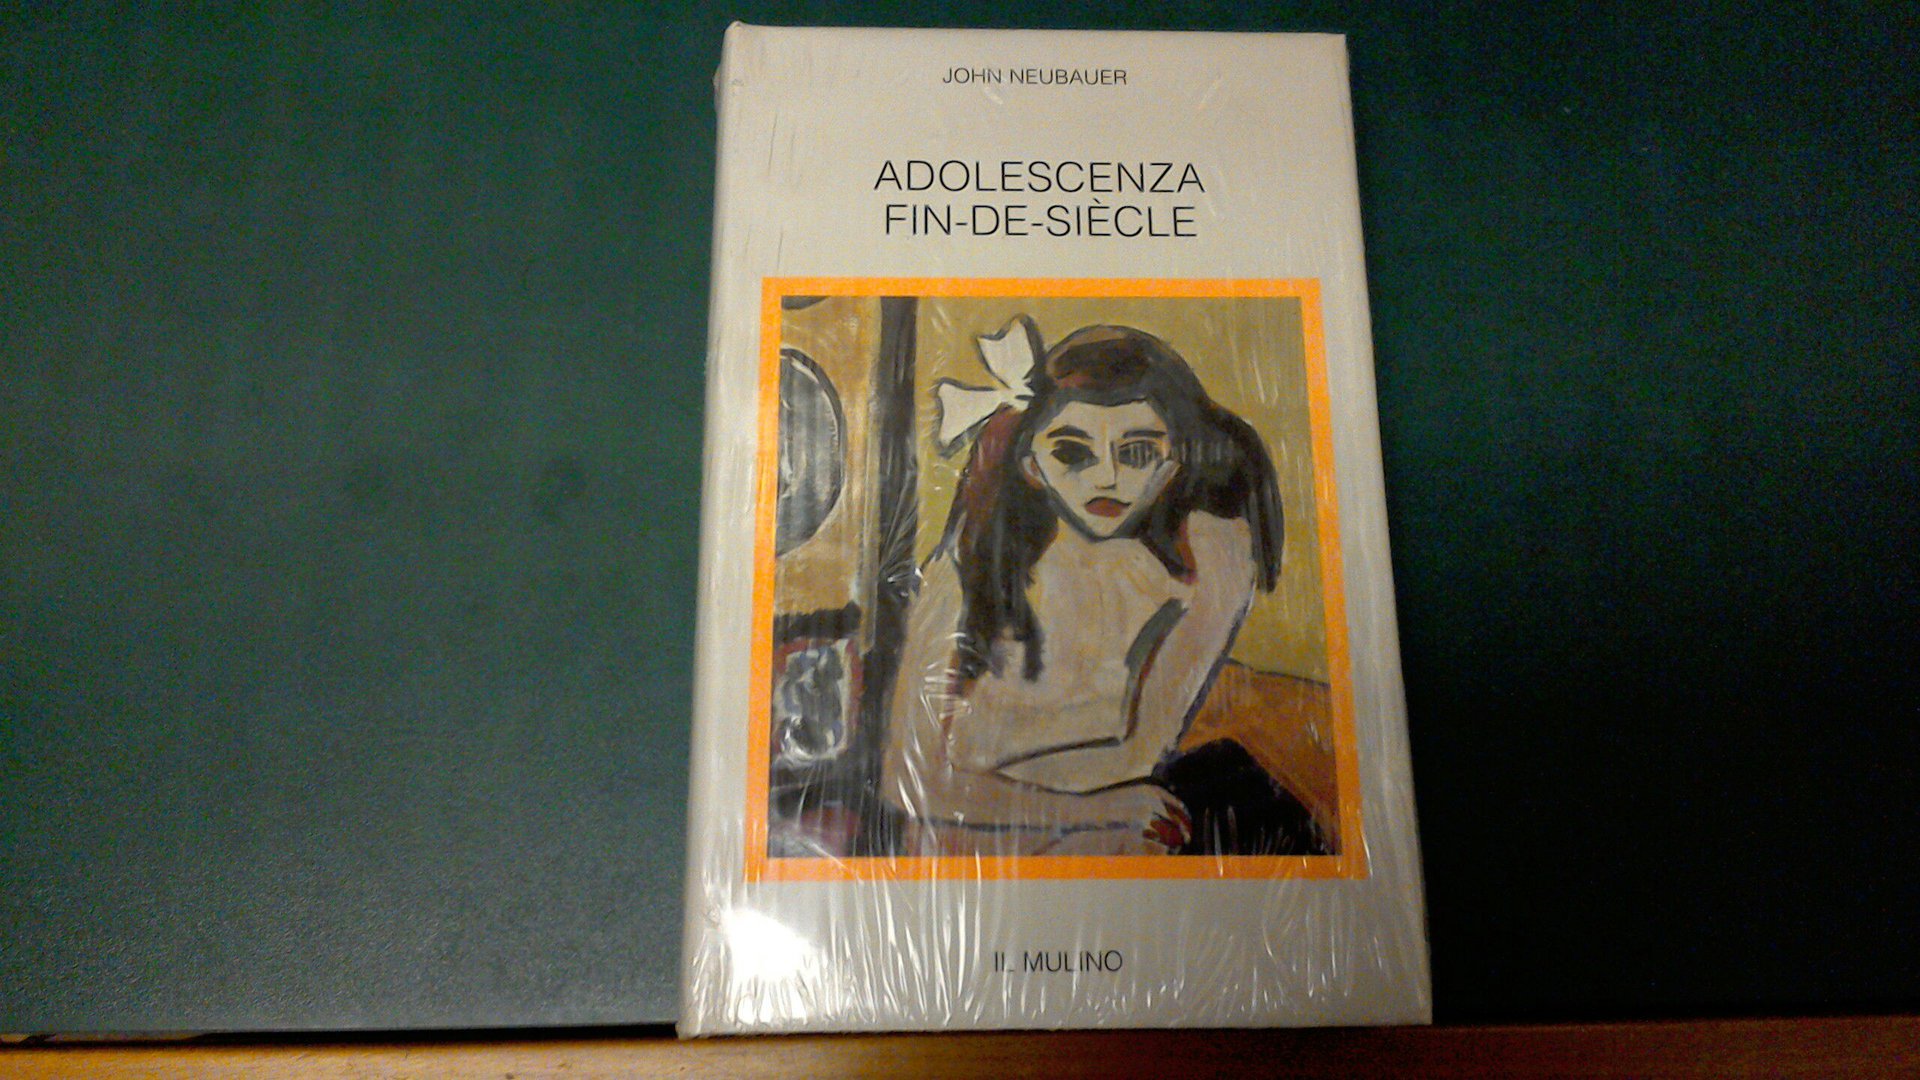 JOHN NEUBAUER
ADOLESCENZA
FIN-DE-SIÈCLE
IL MULINO